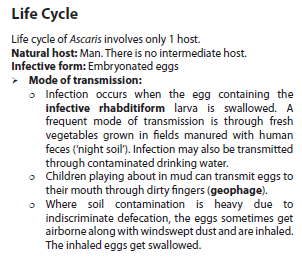 Life Cycle
Life cycle of Ascaris involves only 1 host.
Natural host: Man. There is no intermediate host.
Infective form: Embryonated eggs
➤ Mode of transmission:
○ Infection occurs when the egg containing the
infective rhabditiform larva is swallowed. A
frequent mode of transmission is through fresh
vegetables grown in fields manured with human
feces ('night soil'). Infection may also be transmitted
through contaminated drinking water.
○ Children playing about in mud can transmit eggs to
their mouth through dirty fingers (geophage).
○ Where soil contamination is heavy due to
indiscriminate defecation, the eggs sometimes get
airborne along with windswept dust and are inhaled.
The inhaled eggs get swallowed.